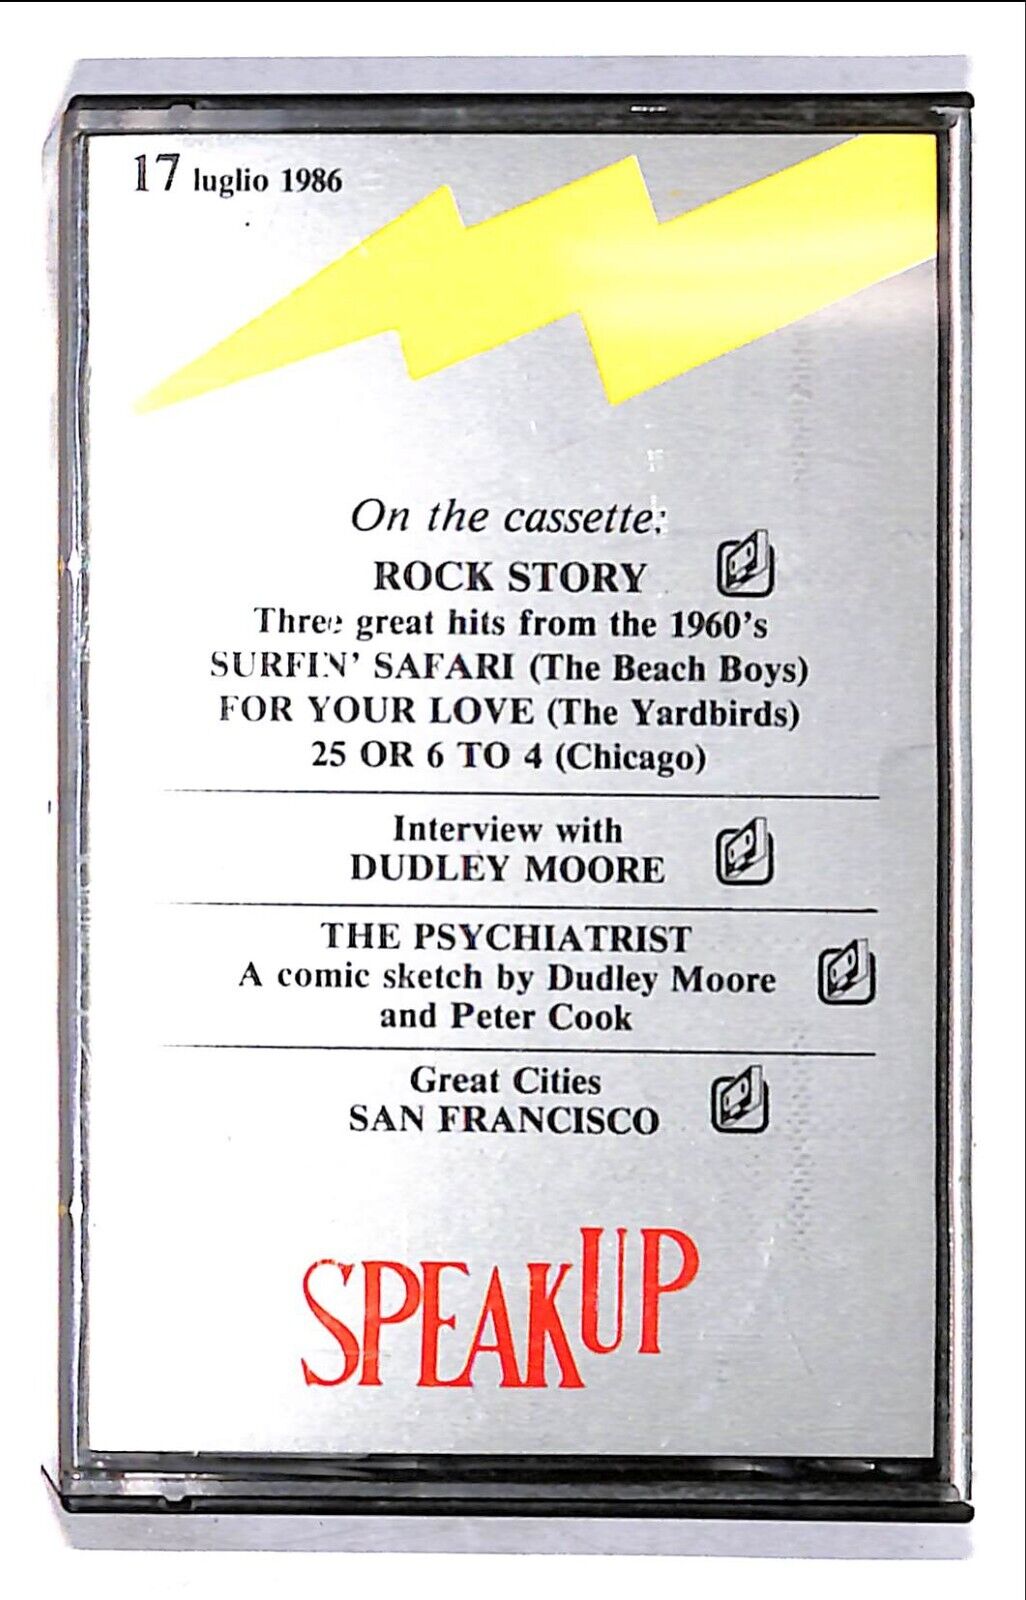 17 luglio 1986
On the cassette:
ROCK STORY
Three great hits from the 1960's
SURFIN' SAFARI (The Beach Boys)
FOR YOUR LOVE (The Yardbirds)
25 OR 6 TO 4 (Chicago)
Interview with
DUDLEY MOORE
THE PSYCHIATRIST
A comic sketch by Dudley Moore
and Peter Cook
Great Cities
SAN FRANCISCO
SPEAK UP